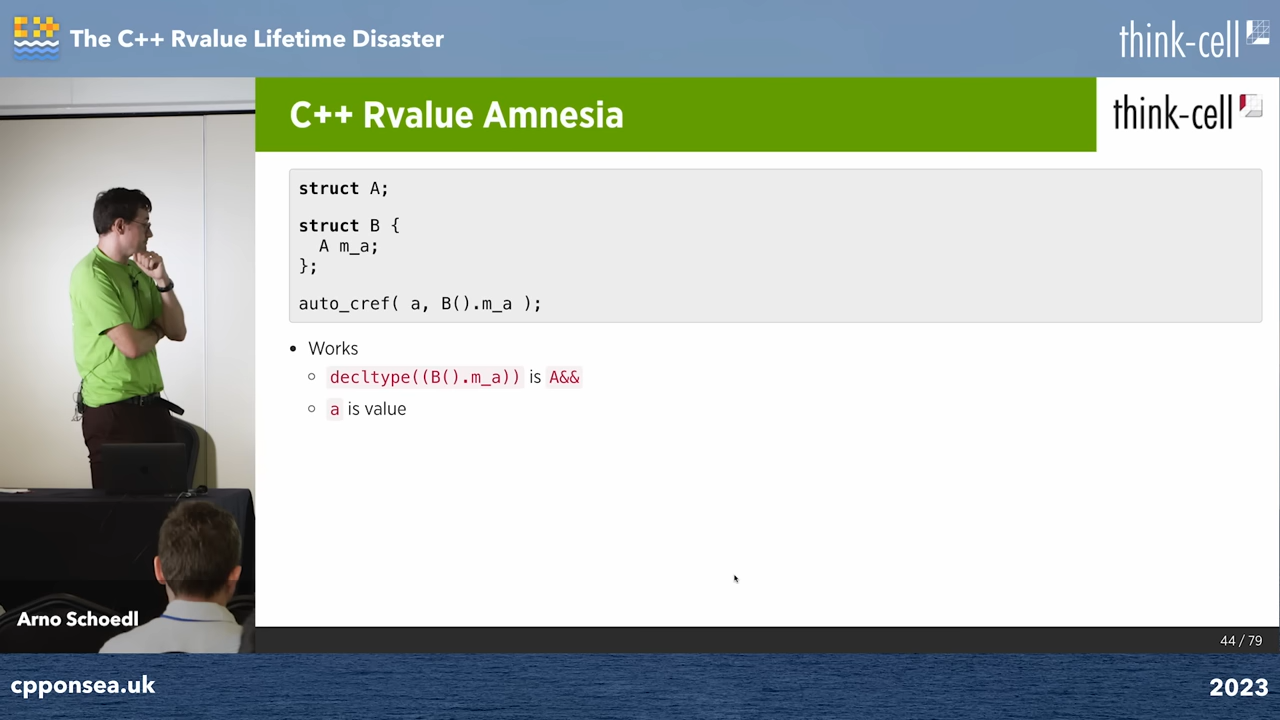 The C++ Rvalue Lifetime Disaster
think-cell
C++ Rvalue Amnesia
think-cell
struct A;
struct B {
A m_a;
};
auto_cref( a, B().m_a );
• Works
○ decltype((B().m_a)) is A&&
○ a is value
Arno Schoedl
44 / 79
cpponsea.uk
2023